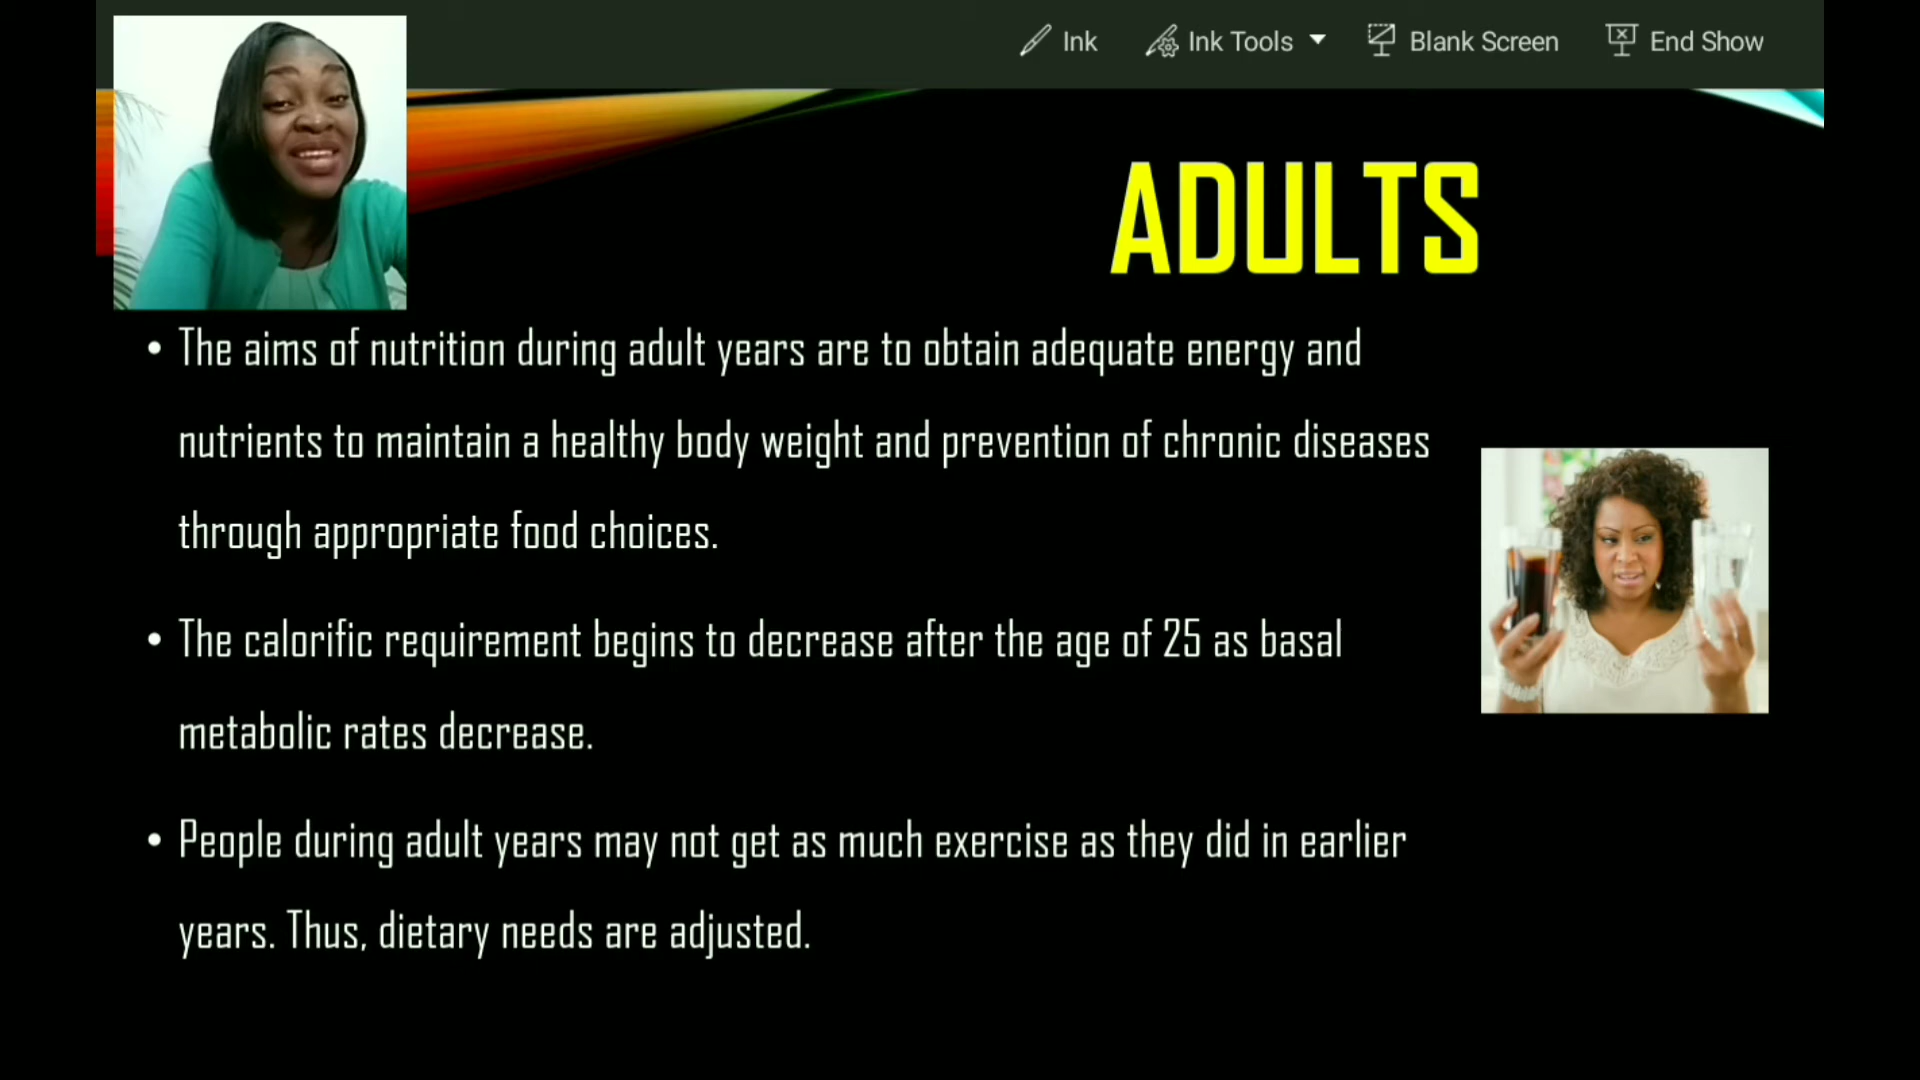 Ink
Ink Tools
Blank Screen
End Show
ADULTS
• The aims of nutrition during adult years are to obtain adequate energy and
nutrients to maintain a healthy body weight and prevention of chronic diseases
through appropriate food choices.
• The calorific requirement begins to decrease after the age of 25 as basal
metabolic rates decrease.
• People during adult years may not get as much exercise as they did in earlier
years. Thus, dietary needs are adjusted.